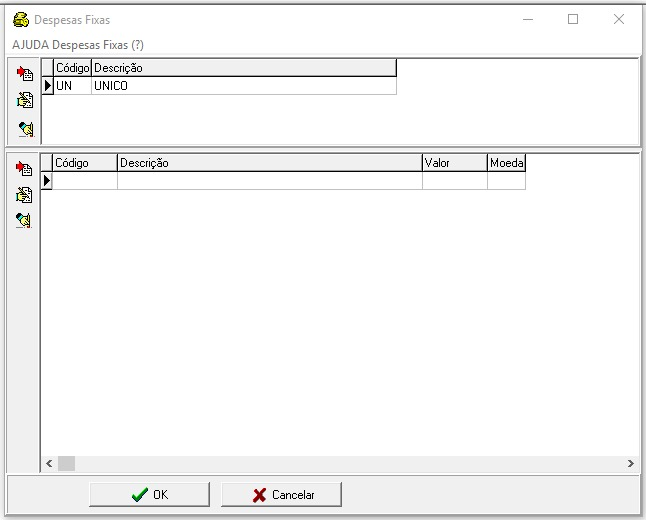 Despesas Fixas
AJUDA Despesas Fixas (?)
Código Descrição
UN UNICO
Código Descrição Valor Moeda
OK Cancelar